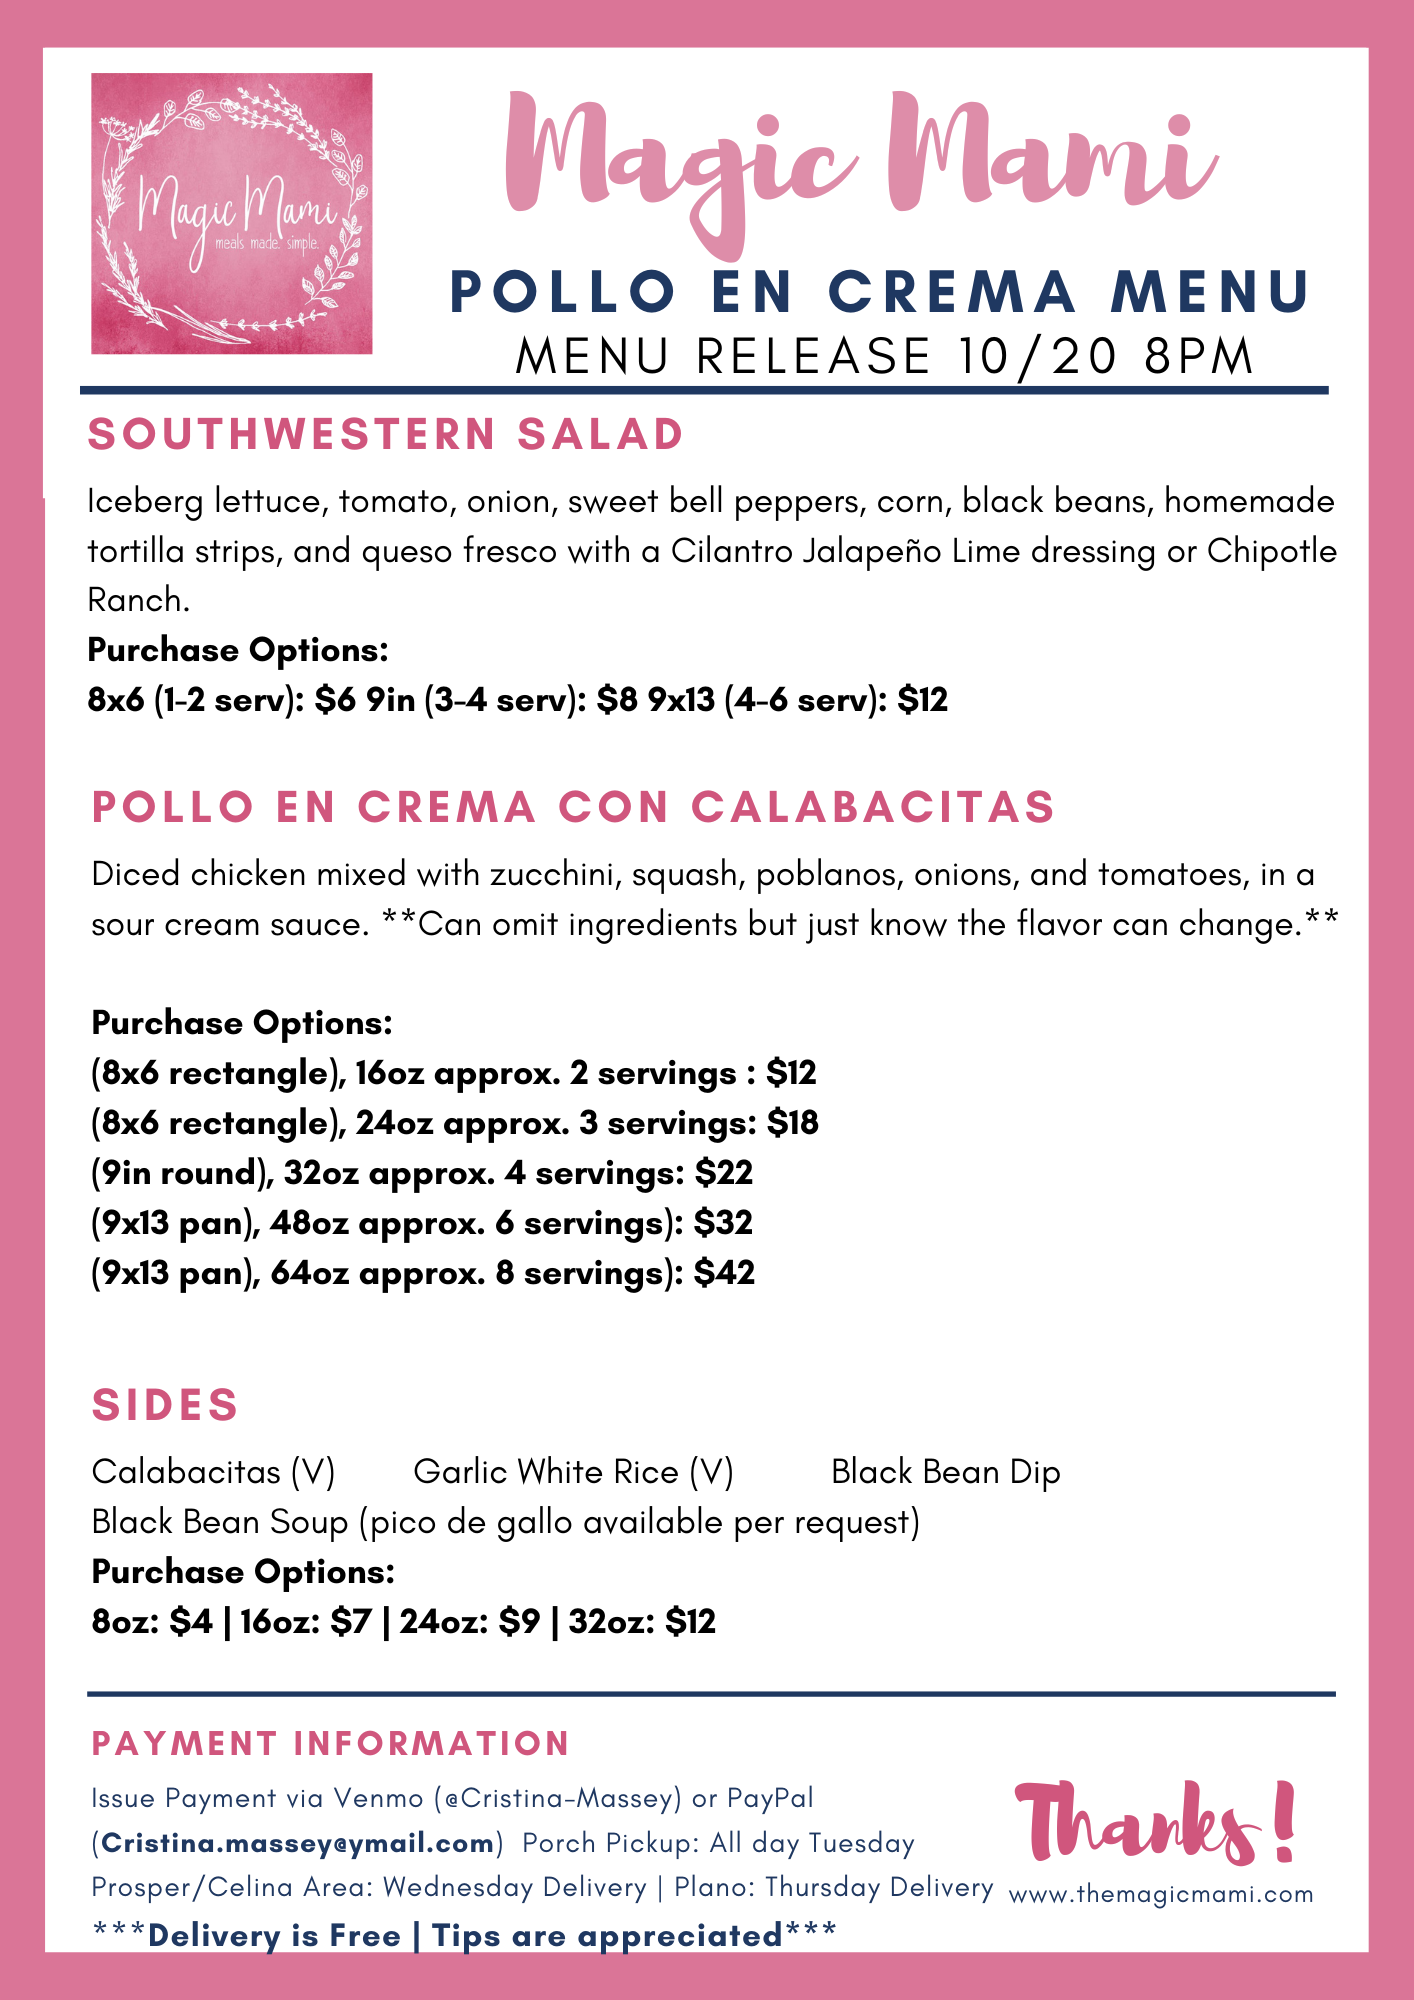 Magic Mami
meals made. simple.
Magic Mami
POLLO EN CREMA MENU
MENU RELEASE 10/20 8PM
SOUTHWESTERN SALAD
Iceberg lettuce, tomato, onion, sweet bell peppers, corn, black beans, homemade
tortilla strips, and queso fresco with a Cilantro Jalapeño Lime dressing or Chipotle
Ranch.
Purchase Options:
8x6 (1-2 serv): $6 9in (3-4 serv): $8 9x13 (4-6 serv): $12
POLLO EN CREMA CON CALABACITAS
Diced chicken mixed with zucchini, squash, poblanos, onions, and tomatoes, in a
sour cream sauce. **Can omit ingredients but just know the flavor can change.**
Purchase Options:
(8x6 rectangle), 16oz approx. 2 servings : $12
(8x6 rectangle), 24oz approx. 3 servings: $18
(9in round), 32oz approx. 4 servings: $22
(9x13 pan), 48oz approx. 6 servings): $32
(9x13 pan), 64oz approx. 8 servings): $42
SIDES
Calabacitas (V) Garlic White Rice (V) Black Bean Dip
Black Bean Soup (pico de gallo available per request)
Purchase Options:
8oz: $4 | 16oz: $7 | 24oz: $9 | 32oz: $12
PAYMENT INFORMATION
Issue Payment via Venmo (@Cristina-Massey) or PayPal
(Cristina.massey@ymail.com) Porch Pickup: All day Tuesday
Prosper/Celina Area: Wednesday Delivery | Plano: Thursday Delivery
***Delivery is Free | Tips are appreciated***
Thanks!
www.themagicmami.com